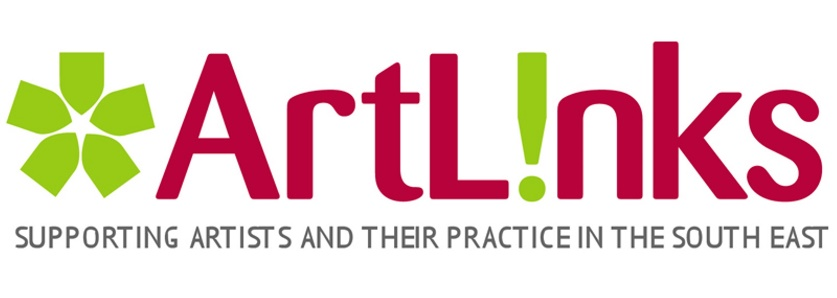 ArtL!nks
SUPPORTING ARTISTS AND THEIR PRACTICE IN THE SOUTH EAST